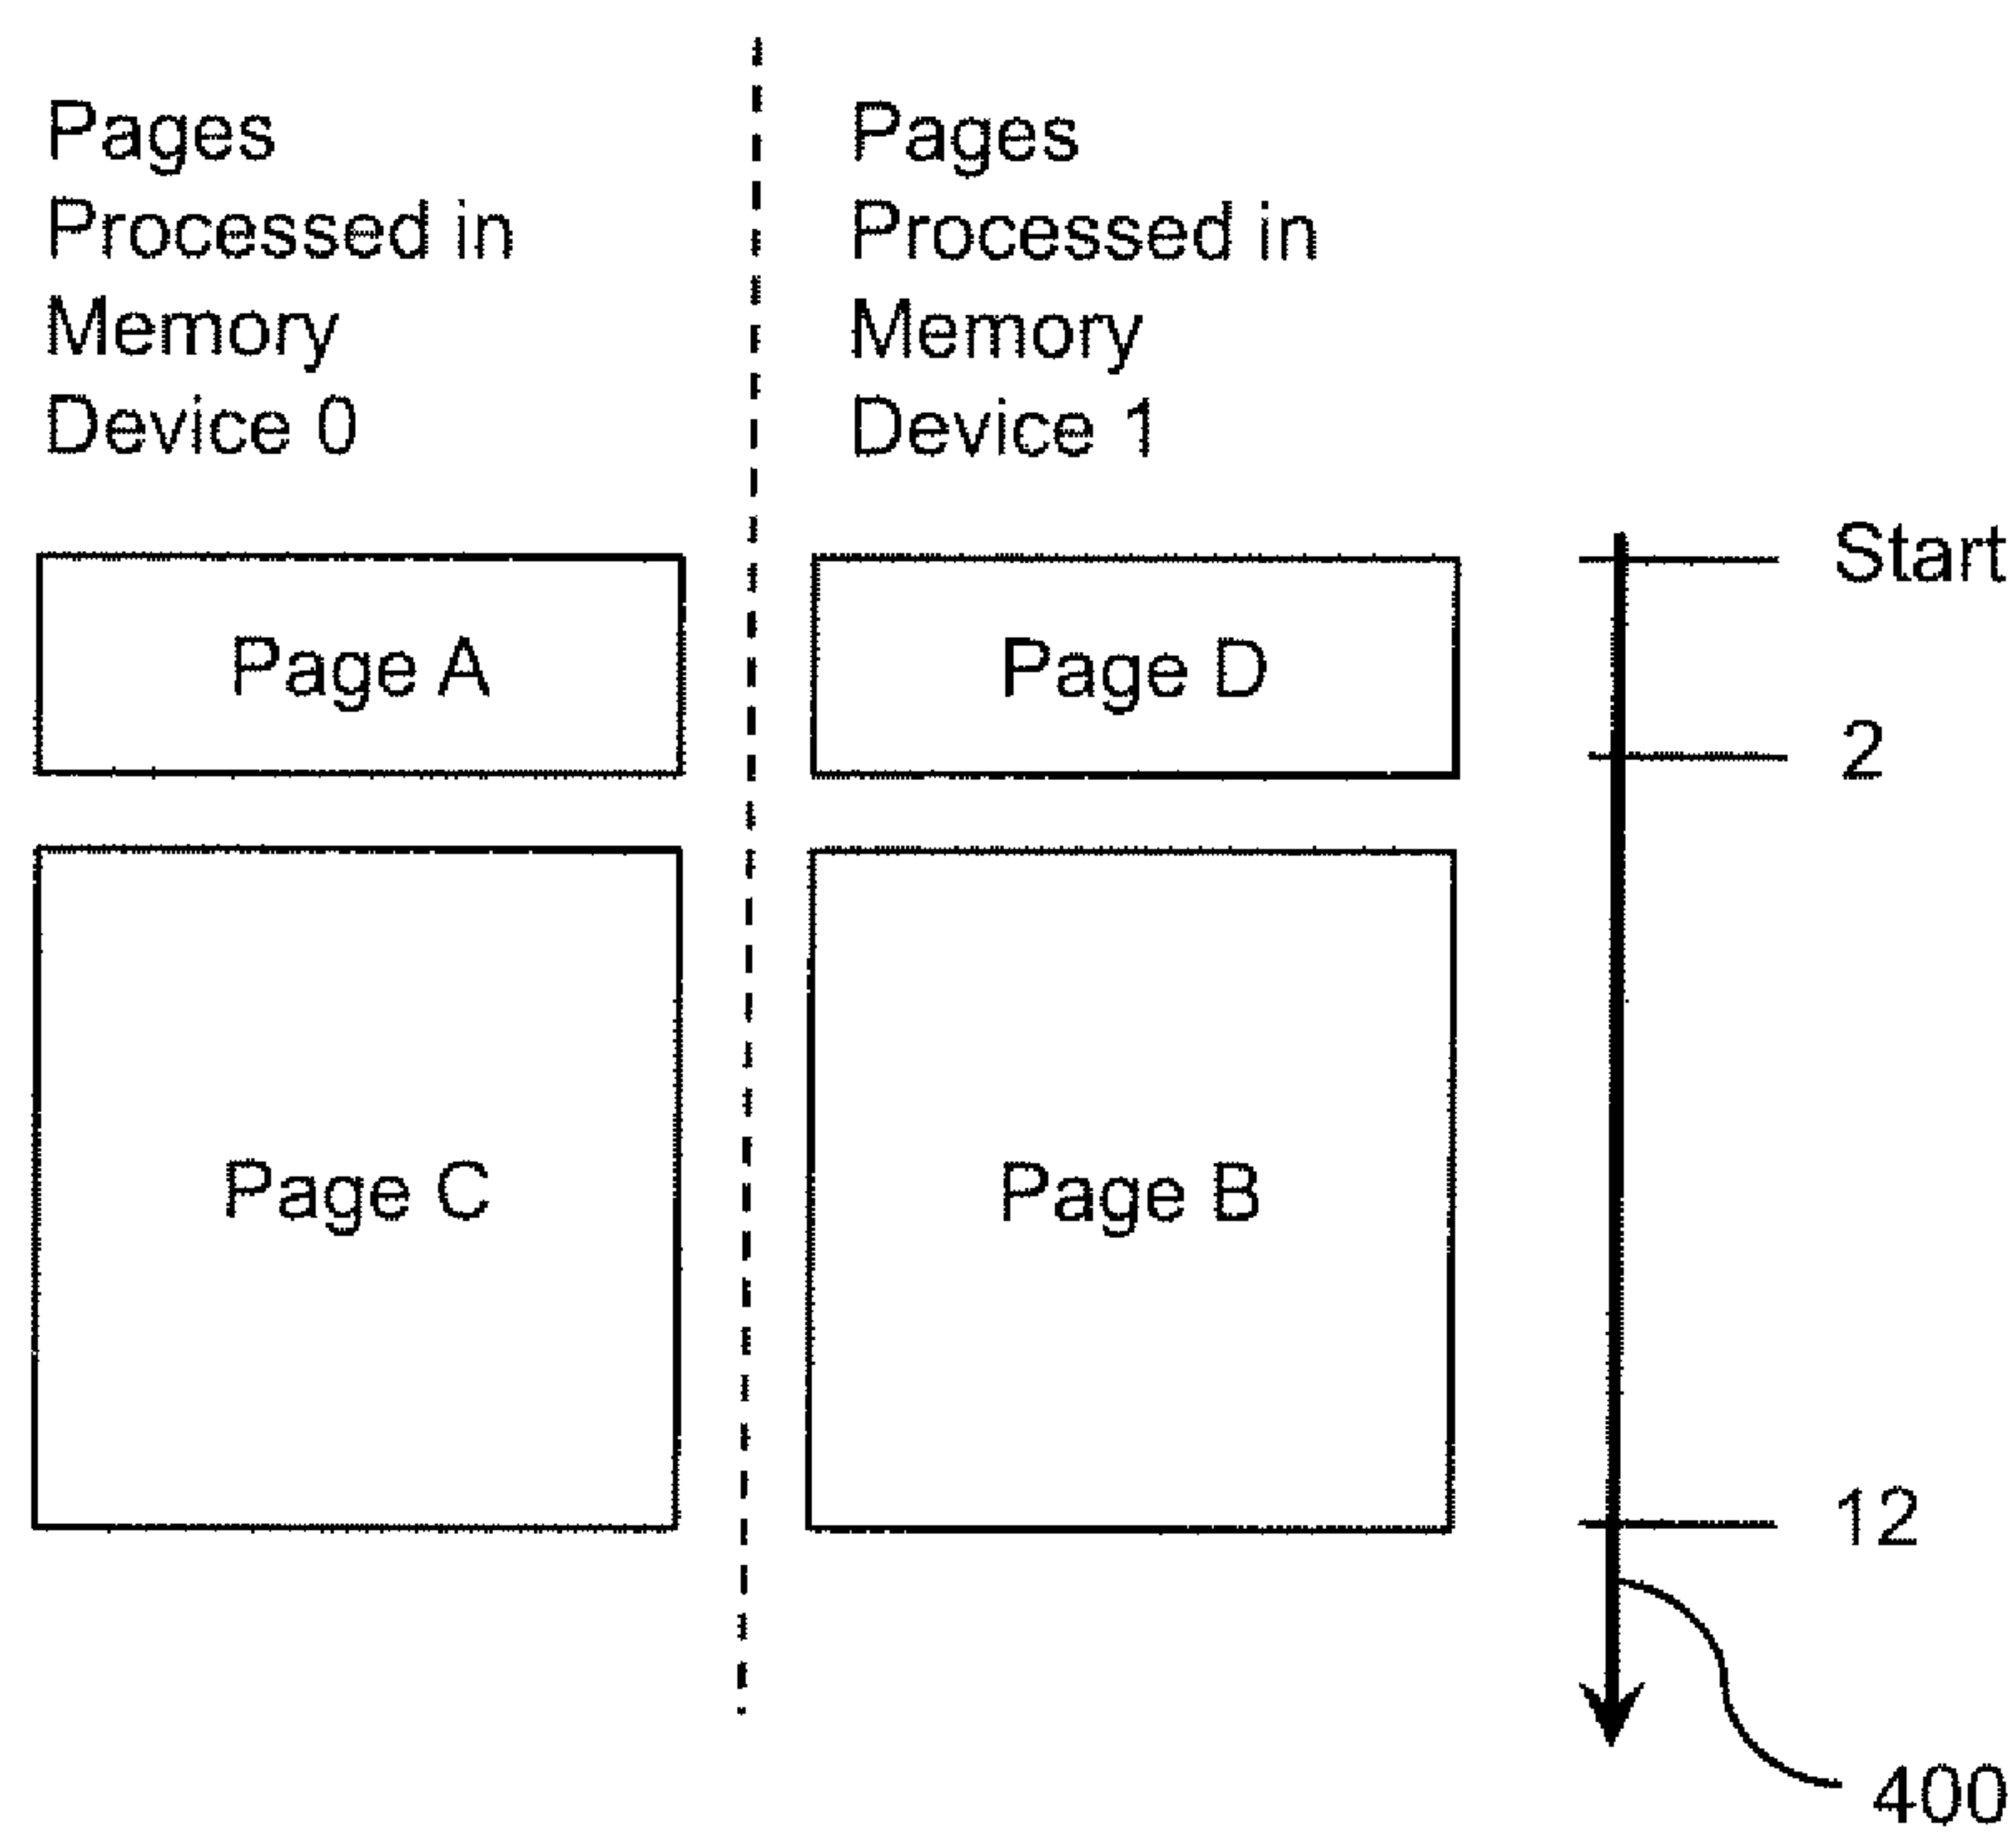 Pages
Processed in
Memory
Device 0
Pages
Processed in
Memory
Device 1
Start
Page A
Page D
2
Page C
Page B
12
400